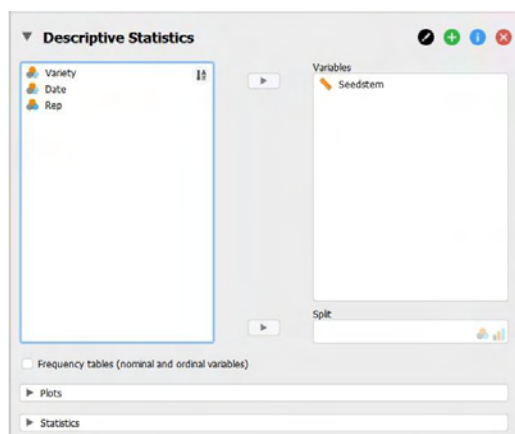 Descriptive Statistics
Variety
Date
Rep
Variables
Seedstem
Split
Frequency tables (nominal and ordinal variables)
Plots
Statistics